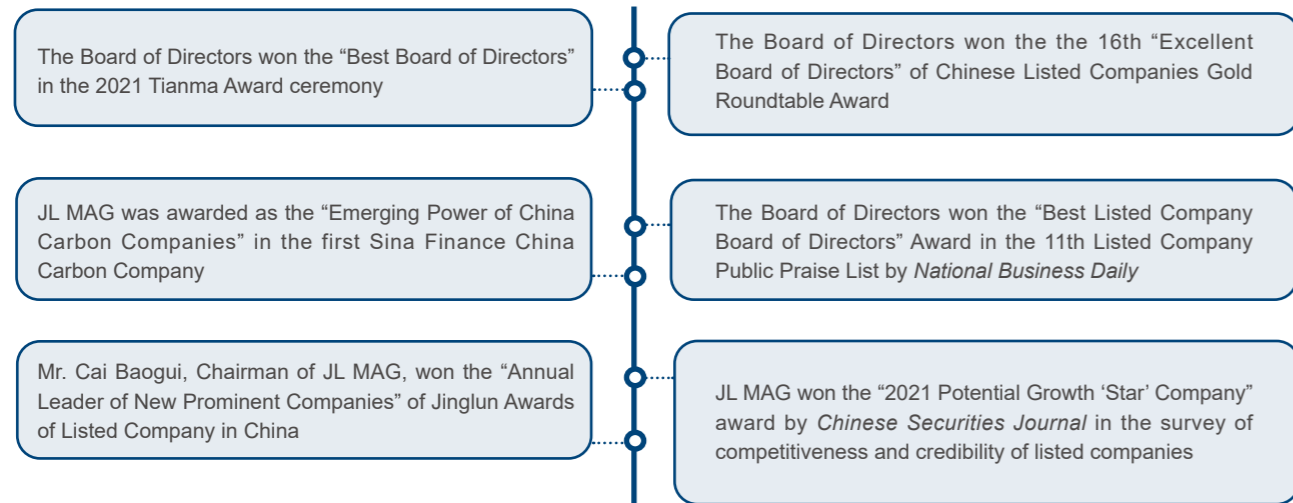 The Board of Directors won the “Best Board of Directors”
in the 2021 Tianma Award ceremony
The Board of Directors won the the 16th “Excellent
Board of Directors” of Chinese Listed Companies Gold
Roundtable Award
JL MAG was awarded as the “Emerging Power of China
Carbon Companies” in the first Sina Finance China
Carbon Company
The Board of Directors won the “Best Listed Company
Board of Directors” Award in the 11th Listed Company
Public Praise List by National Business Daily
Mr. Cai Baogui, Chairman of JL MAG, won the “Annual
Leader of New Prominent Companies” of Jinglun Awards
of Listed Company in China
JL MAG won the “2021 Potential Growth ‘Star’ Company”
award by Chinese Securities Journal in the survey of
competitiveness and credibility of listed companies